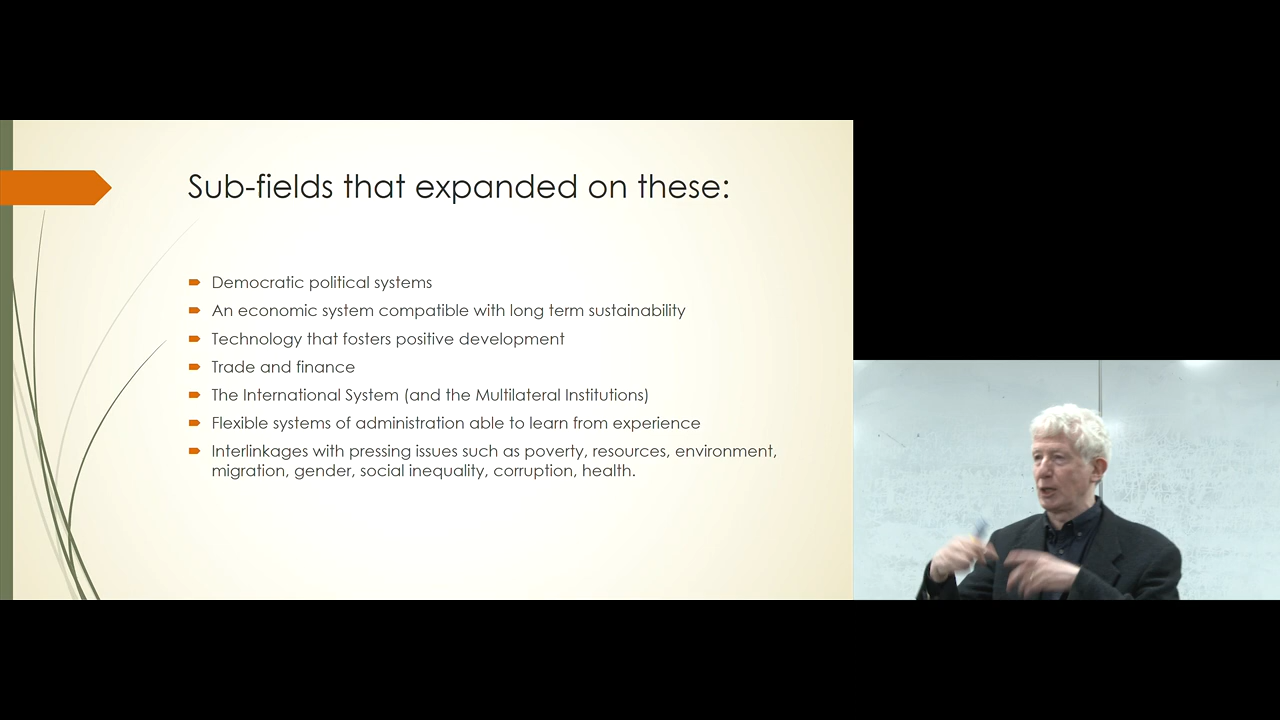 Sub-fields that expanded on these:
Democratic political systems
An economic system compatible with long term sustainability
Technology that fosters positive development
Trade and finance
The International System (and the Multilateral Institutions)
Flexible systems of administration able to learn from experience
Interlinkages with pressing issues such as poverty, resources, environment,
migration, gender, social inequality, corruption, health.